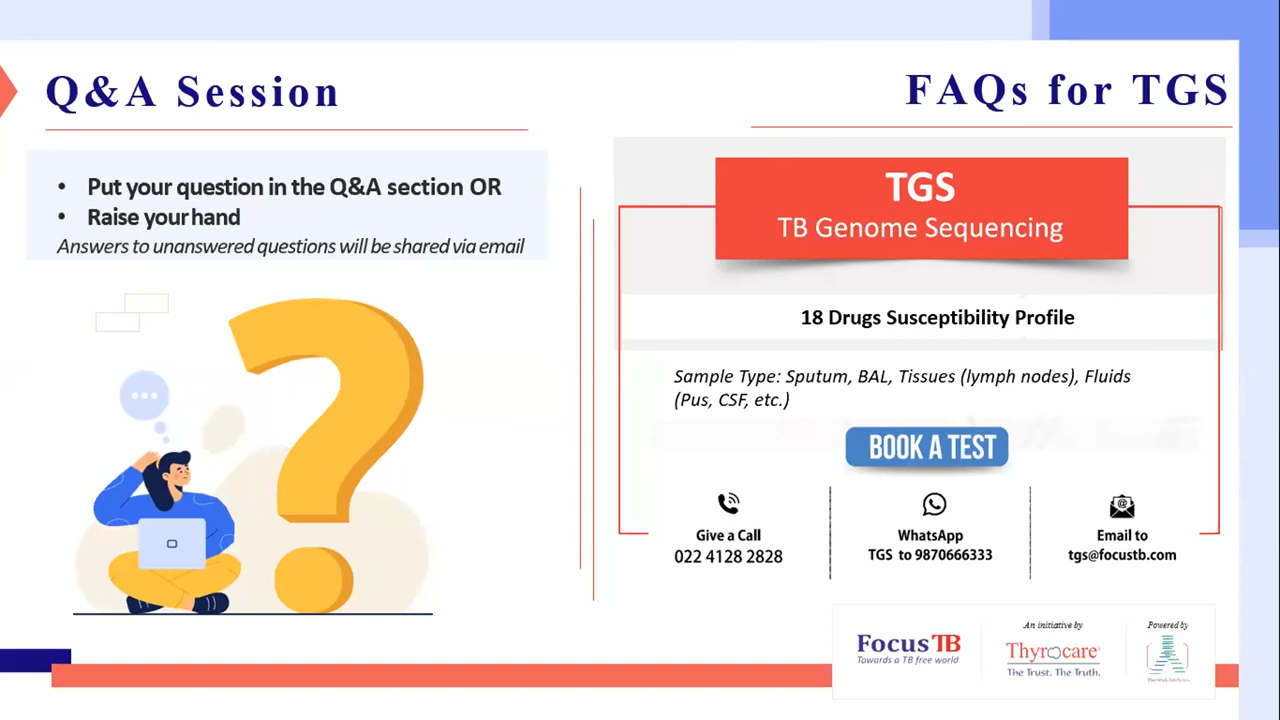 Q&A Session
FAQs for TGS
• Put your question in the Q&A section OR
• Raise your hand
Answers to unanswered questions will be shared via email
TGS
TB Genome Sequencing
18 Drugs Susceptibility Profile
Sample Type: Sputum, BAL, Tissues (lymph nodes), Fluids
(Pus, CSF, etc.)
BOOK A TEST
Give a Call
022 4128 2828
WhatsApp
TGS to 9870666333
Email to
tgs@focustb.com
Focus TB
Towards a TB free world
An initiative by
Thyrocare
The Trust. The Truth.
Powered by